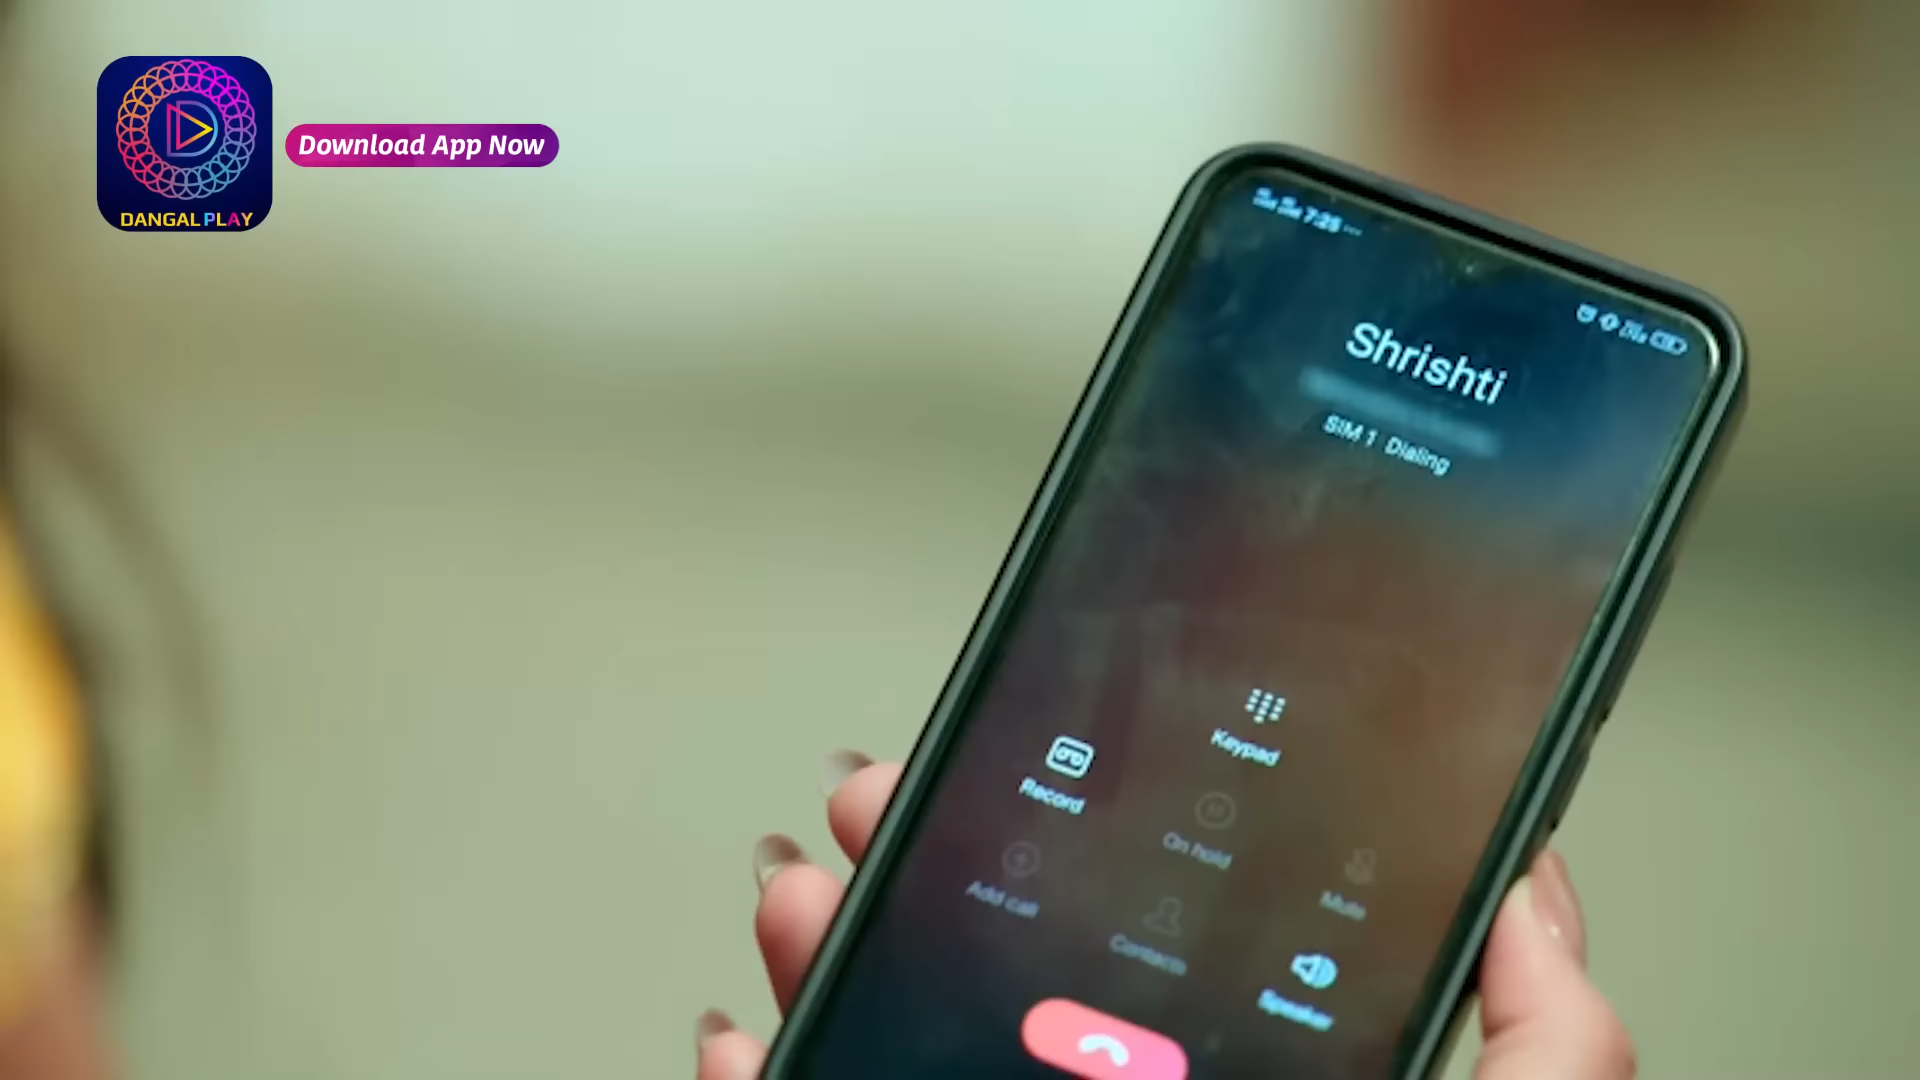 DANGAL PLAY
Download App Now
7:25
Shrishti
SIM 1 Dialing
Keypad
Record
On hold
Mute
Add call
Contacts
Speaker